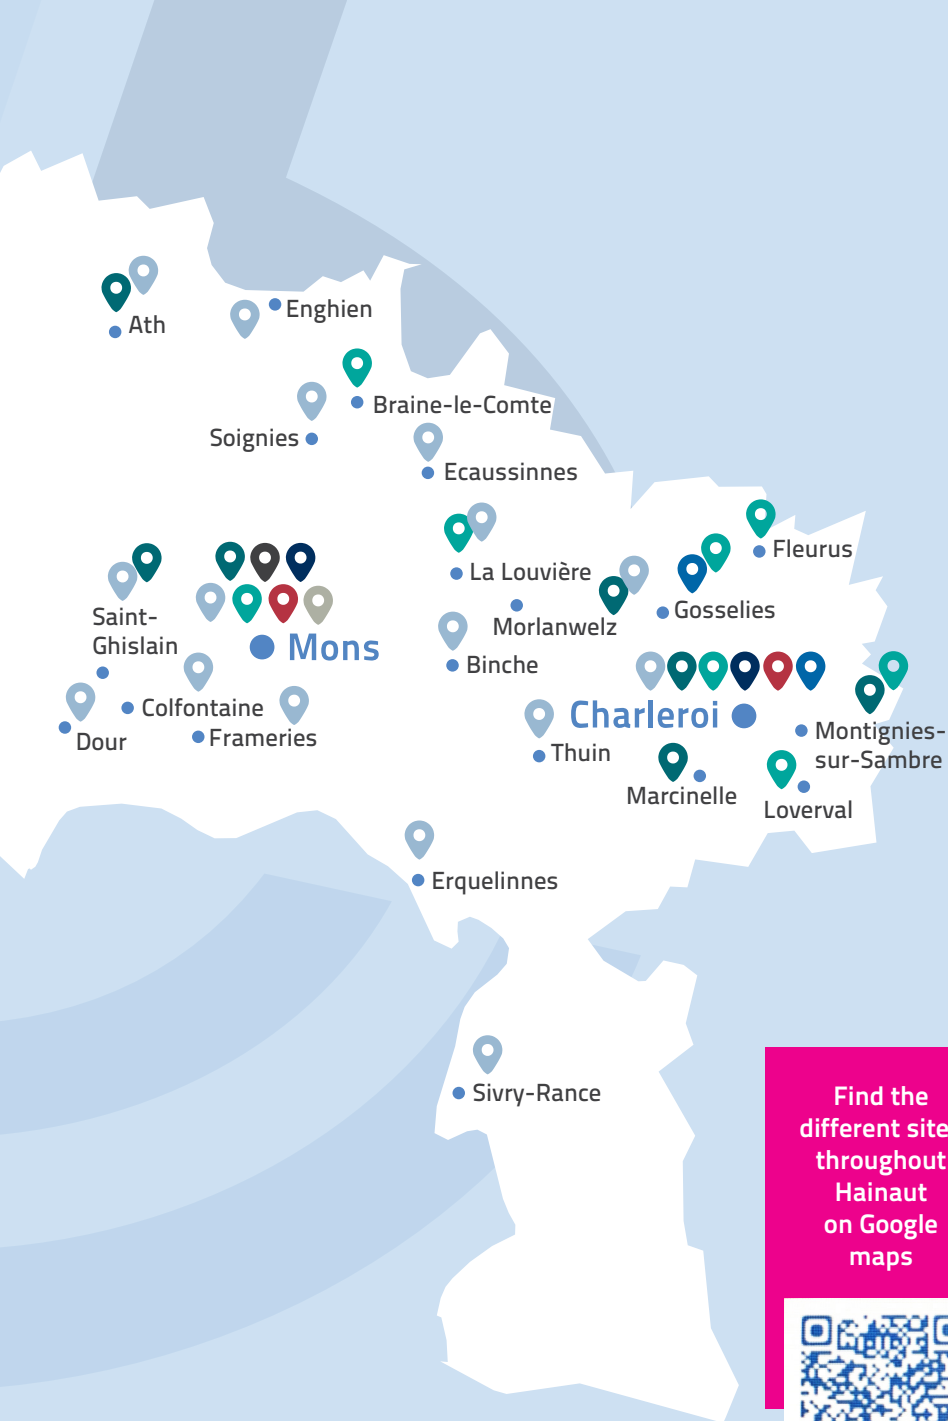 Enghien
Ath
Braine-le-Comte
Soignies
Ecaussinnes
Fleurus
La Louvière
Saint-
Ghislain
Morlanwelz
Gosselies
Mons
Binche
Colfontaine
Charleroi
Dour
Frameries
Thuin
Montignies-
sur-Sambre
Marcinelle
Loverval
Erquelinnes
Sivry-Rance
Find the
different site
throughout
Hainaut
on Google
maps